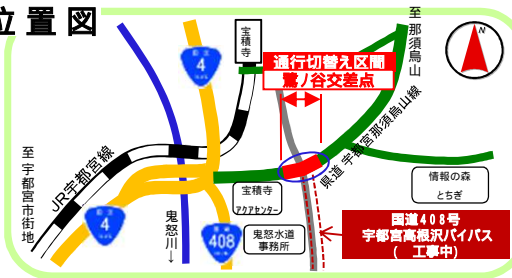 位置図
宝積寺
至 那須烏山
N
4
通行切替え区間
鷲ノ谷交差点
県道 宇都宮那須烏山線
JR宇都宮線
至 宇都宮市街地
情報の森
とちぎ
宝積寺
アクアセンター
4
鬼怒川→
408
鬼怒水道
事務所
国道408号
宇都宮高根沢バイパス
( 工事中)